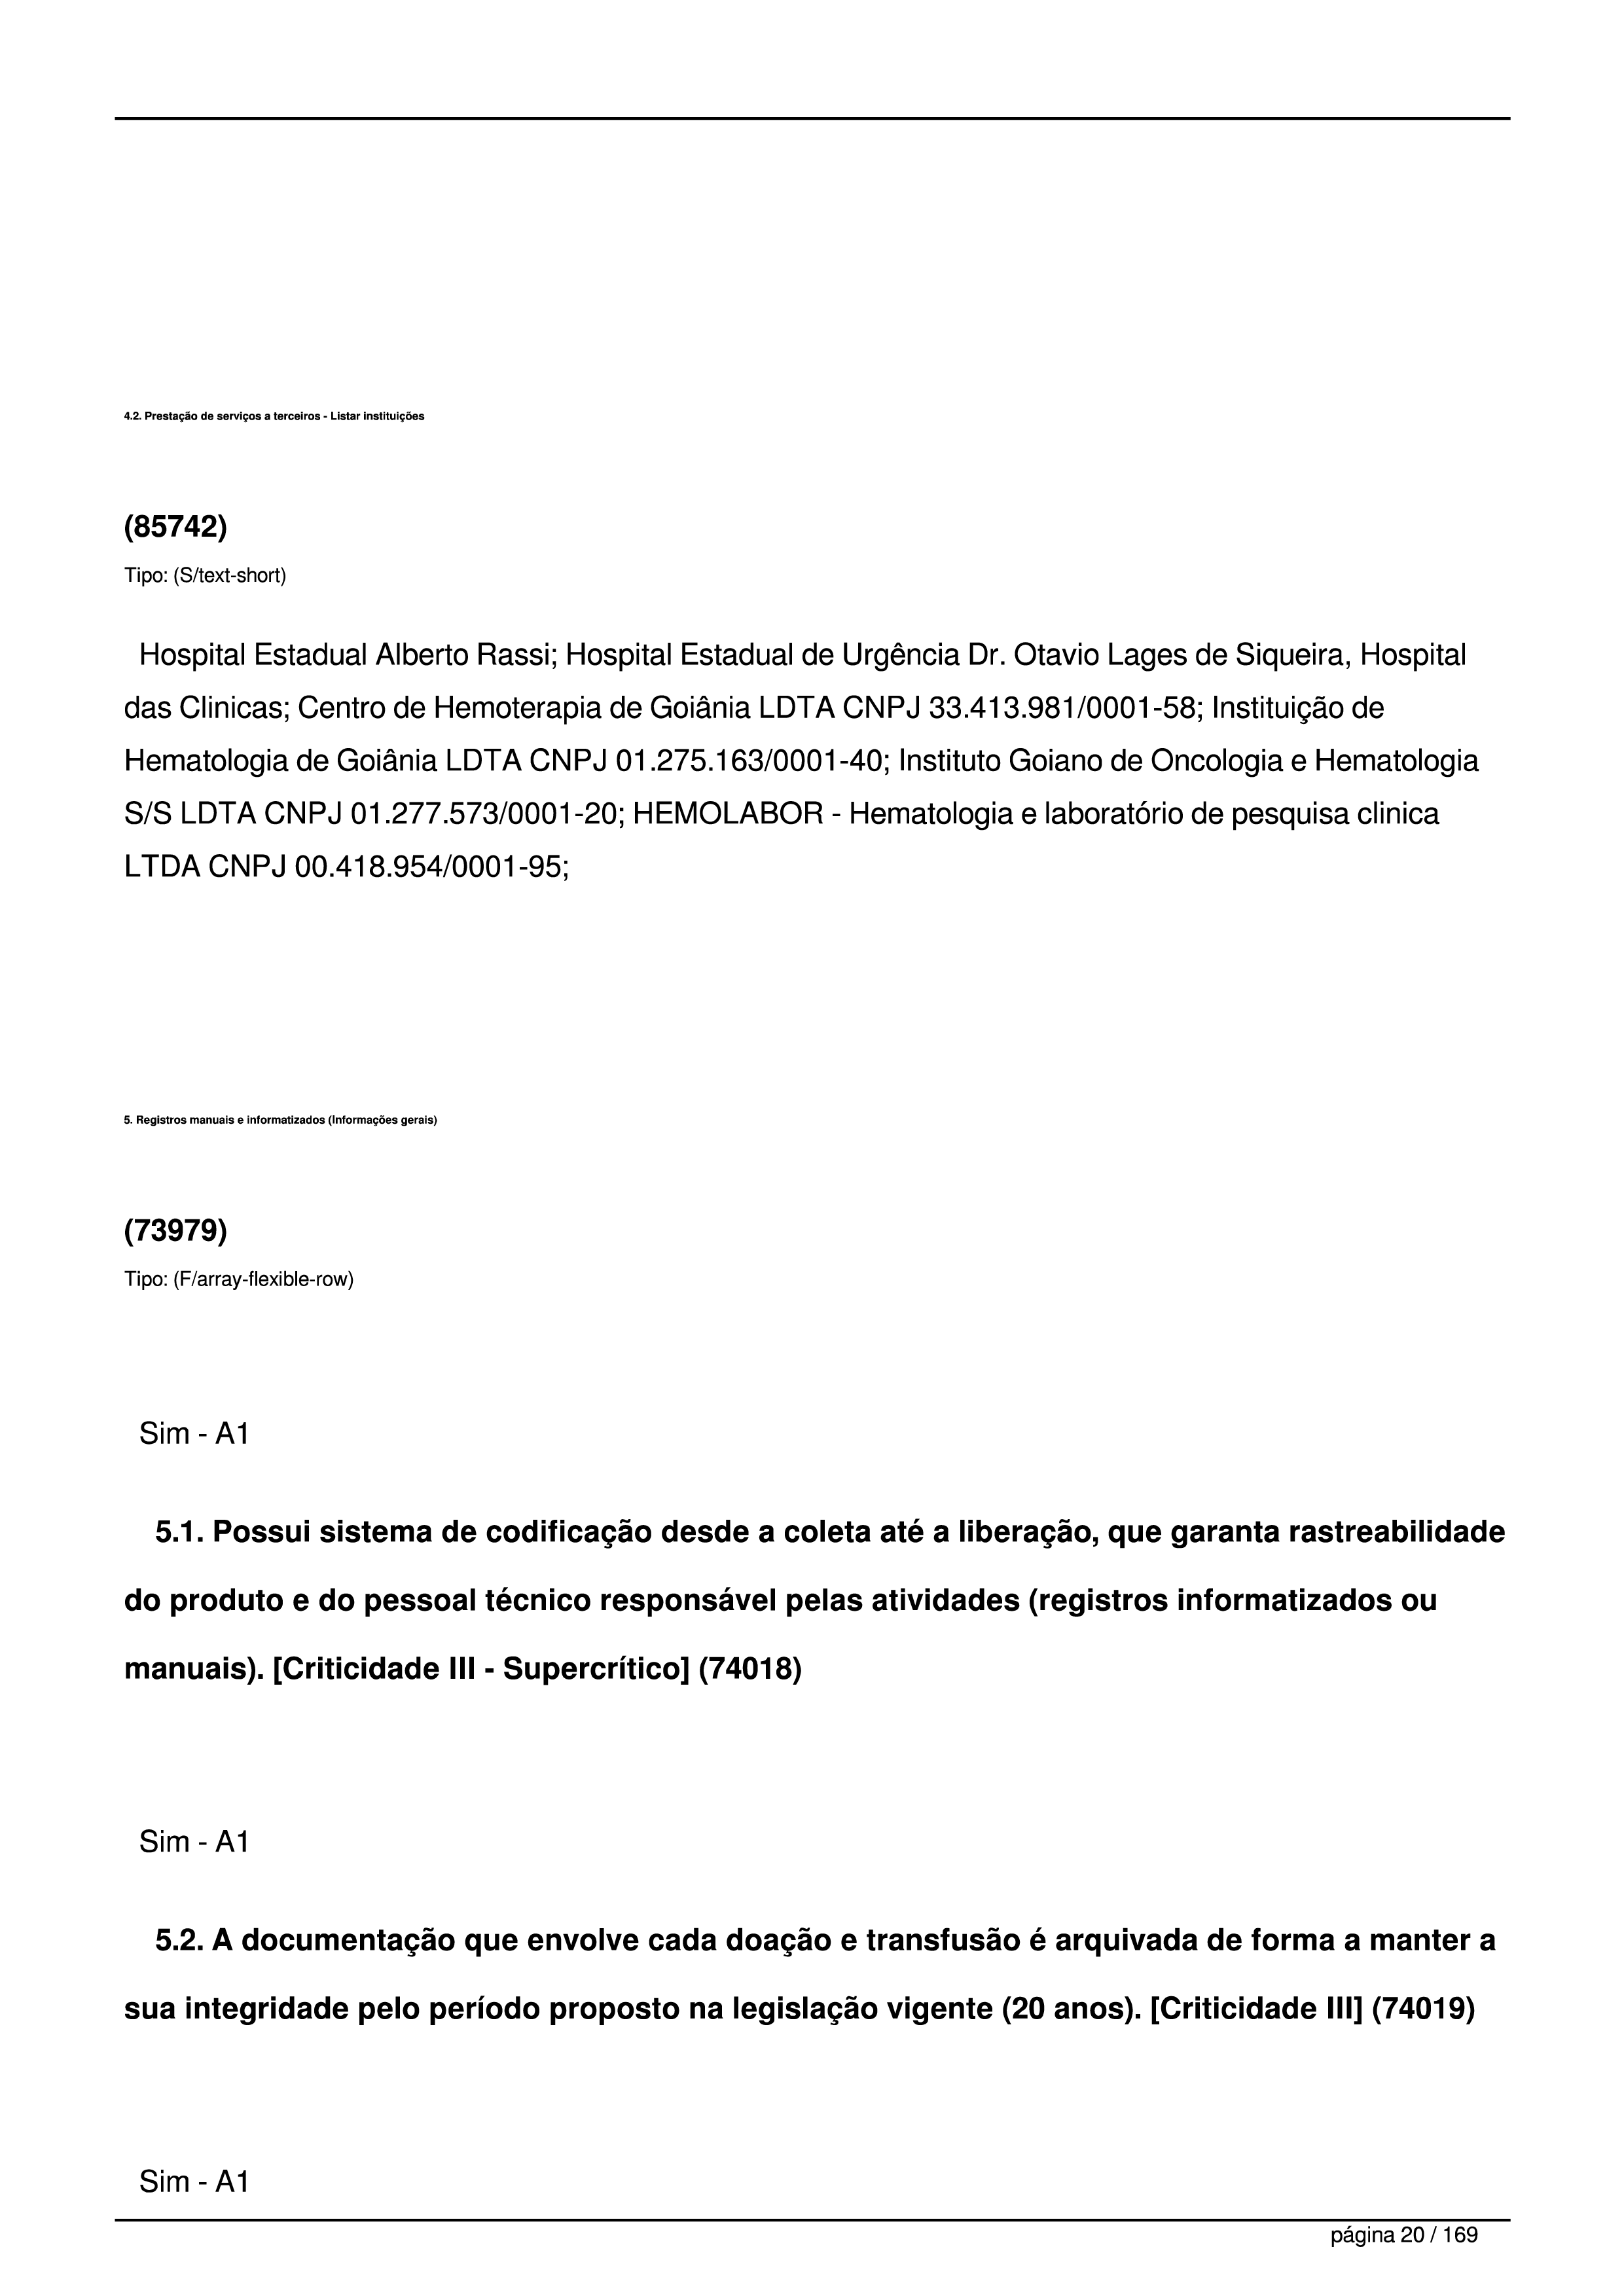 4.2. Prestação de serviços a terceiros - Listar instituições
(85742)
Tipo: (S/text-short)
Hospital Estadual Alberto Rassi; Hospital Estadual de Urgência Dr. Otavio Lages de Siqueira, Hospital
das Clinicas; Centro de Hemoterapia de Goiânia LDTA CNPJ 33.413.981/0001-58; Instituição de
Hematologia de Goiânia LDTA CNPJ 01.275.163/0001-40; Instituto Goiano de Oncologia e Hematologia
S/S LDTA CNPJ 01.277.573/0001-20; HEMOLABOR - Hematologia e laboratório de pesquisa clinica
LTDA CNPJ 00.418.954/0001-95;
5. Registros manuais e informatizados (Informações gerais)
(73979)
Tipo: (F/array-flexible-row)
Sim - A1
5.1. Possui sistema de codificação desde a coleta até a liberação, que garanta rastreabilidade
do produto e do pessoal técnico responsável pelas atividades (registros informatizados ou
manuais). [Criticidade III - Supercrítico] (74018)
Sim - A1
5.2. A documentação que envolve cada doação e transfusão é arquivada de forma a manter a
sua integridade pelo período proposto na legislação vigente (20 anos). [Criticidade III] (74019)
Sim - A1
página 20 / 169